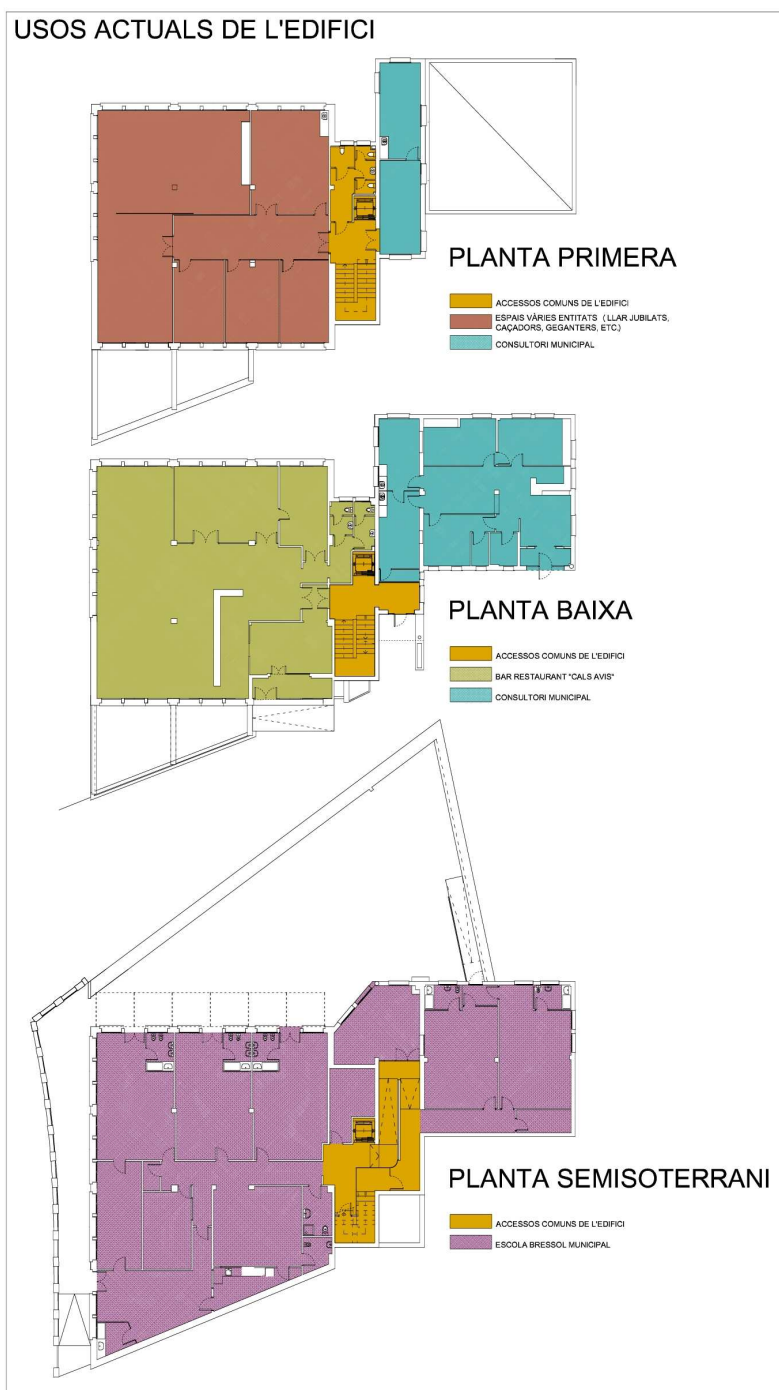 USOS ACTUALS DE L'EDIFICI
PLANTA PRIMERA
ACCESSOS COMUNS DE L'EDIFICI
ESPAIS VÀRIES ENTITATS (LLAR JUBILATS,
CAÇADORS, GEGANTERS, ETC.)
CONSULTORI MUNICIPAL
PLANTA BAIXA
ACCESSOS COMUNS DE L'EDIFICI
BAR RESTAURANT "CALS AVIS"
CONSULTORI MUNICIPAL
PLANTA SEMISOTERRANI
ACCESSOS COMUNS DE L'EDIFICI
ESCOLA BRESSOL MUNICIPAL